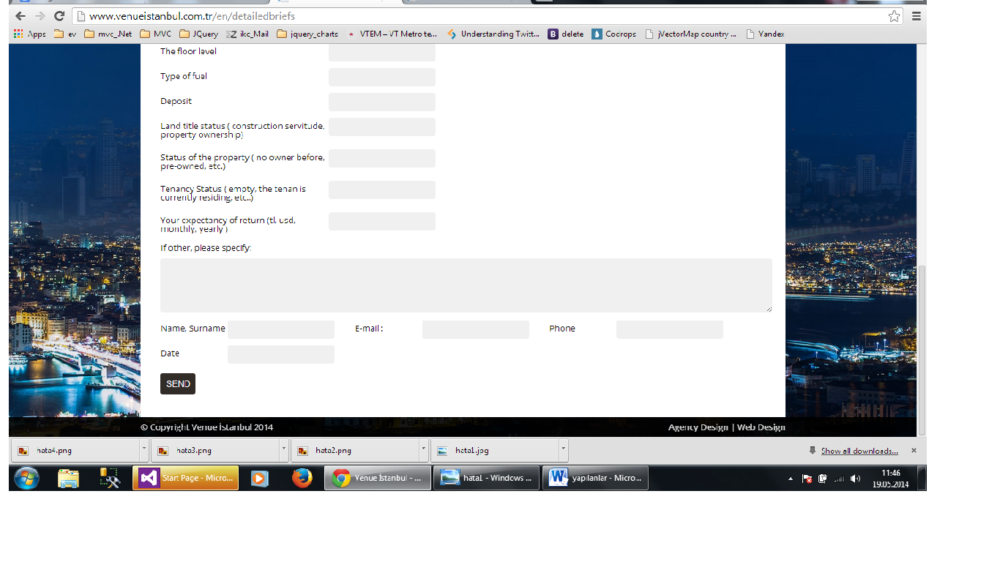 www.venueistanbul.com.tr/en/detailedbriefs
Apps ev mvc_.Net MVC JQuery ikc_Mail jquery_charts VTEM – VT Metro te... Understanding Twitt... delete Codrops jVectorMap country ... Yandex
The floor level
Type of fuel
Deposit
Land title status ( construction servitude,
property ownership)
Status of the property ( no owner before,
pre-owned, etc.)
Tenancy Status ( empty, the tenan is
currently residing, etc..)
Your expectancy of return (tl, usd,
monthly, yearly )
If other, please specify:
Name, Surname E-mail : Phone
Date
SEND
© Copyright Venue İstanbul 2014 Agency Design | Web Design
hata4.png hata3.png hata2.png hata1.jpg Show all downloads...
Start Page - Micro... Venue İstanbul - ... hata1 - Windows ... yapılanlar - Micro... 11:46
19.05.2014